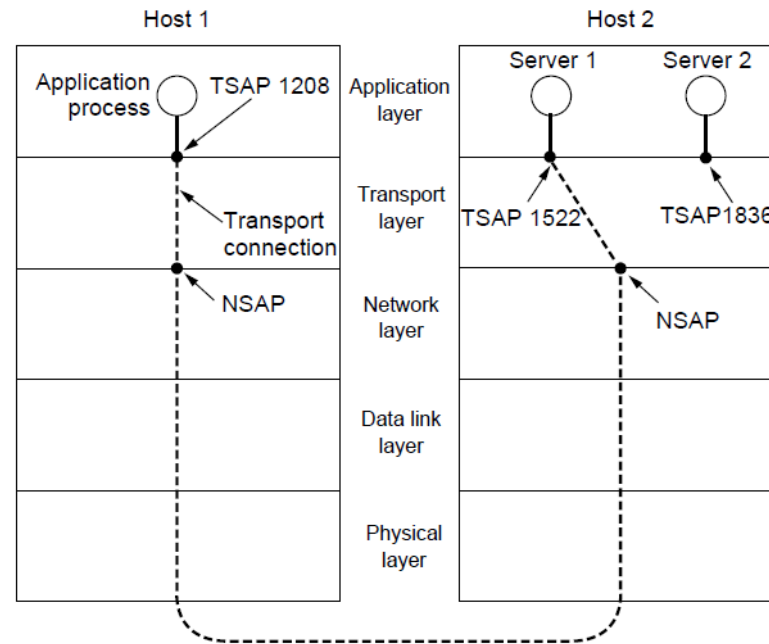 Host 1
Host 2
Application
process
TSAP 1208
Application
layer
Server 1
Server 2
Transport
connection
Transport
layer
TSAP 1522
TSAP1836
NSAP
Network
layer
NSAP
Data link
layer
Physical
layer